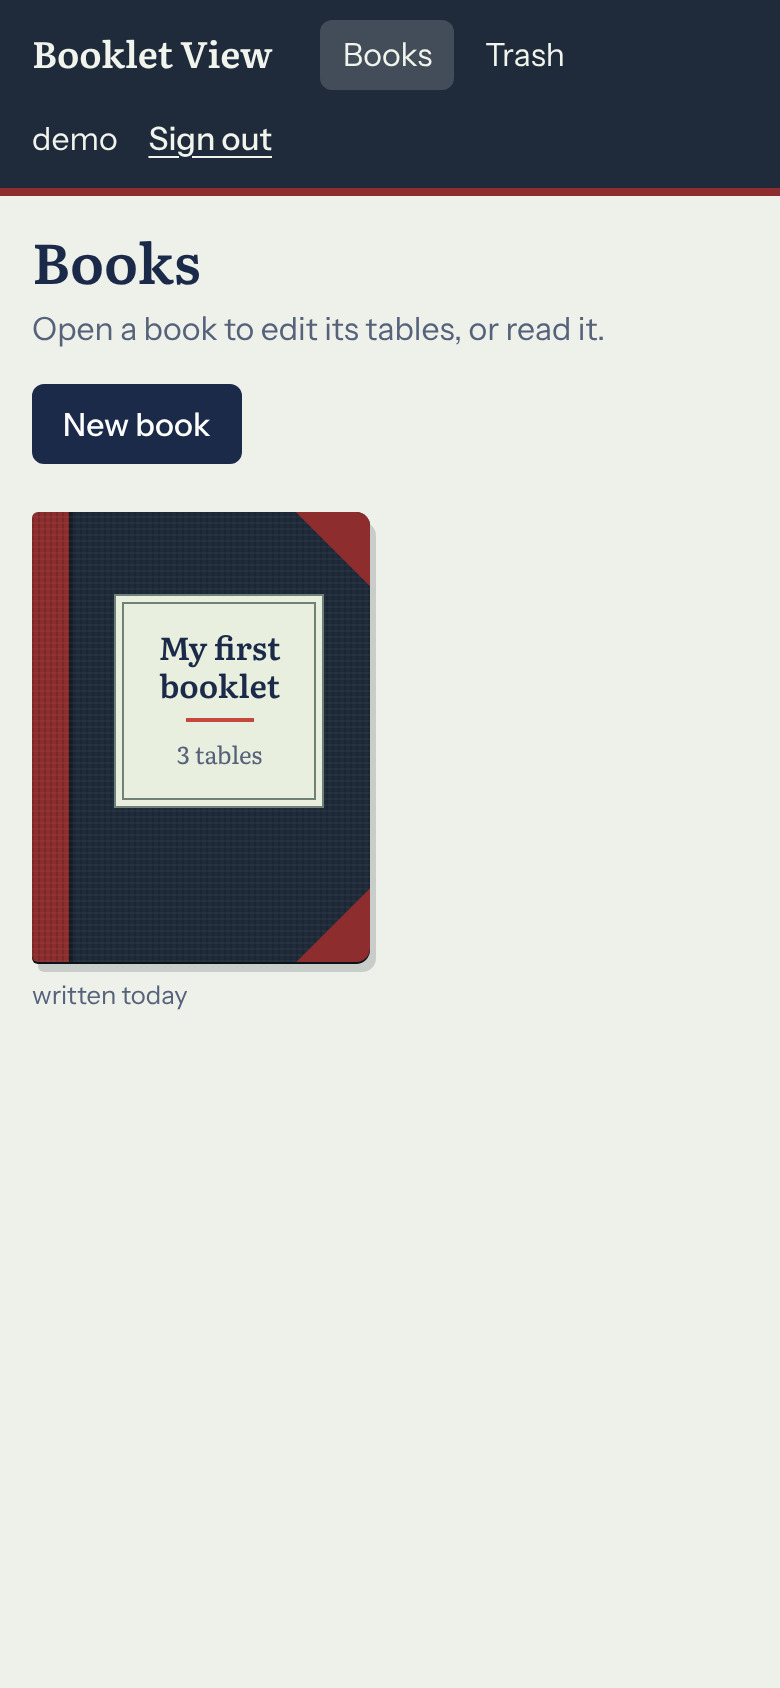 Booklet View Books Trash
demo Sign out
Books
Open a book to edit its tables, or read it.
New book
My first
booklet
3 tables
written today